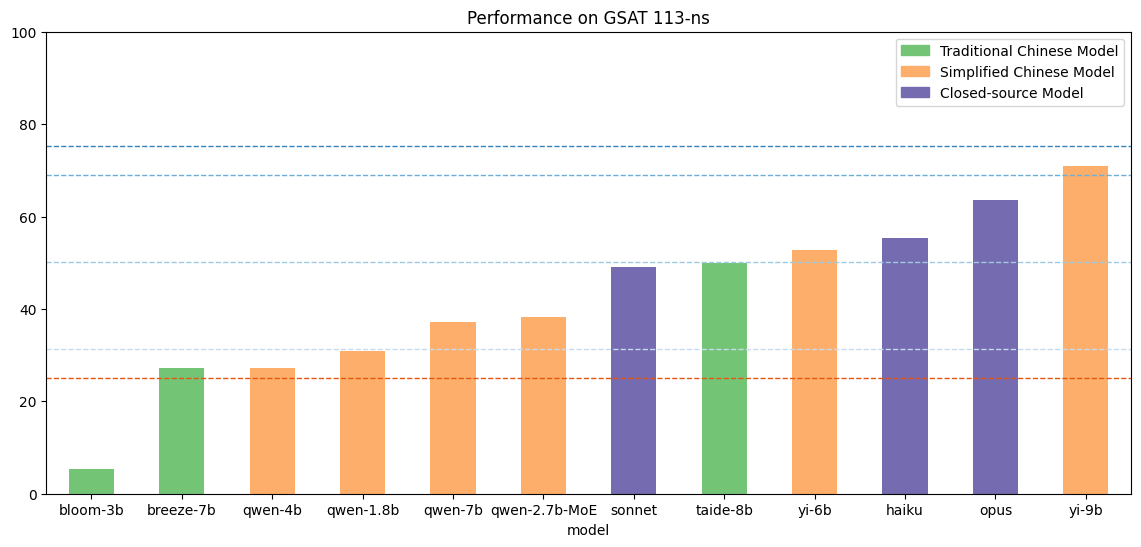 Performance on GSAT 113-ns
100
80
60
40
20
0
Traditional Chinese Model
Simplified Chinese Model
Closed-source Model
bloom-3b breeze-7b qwen-4b qwen-1.8b qwen-7b qwen-2.7b-MoE sonnet taide-8b yi-6b haiku opus yi-9b
model